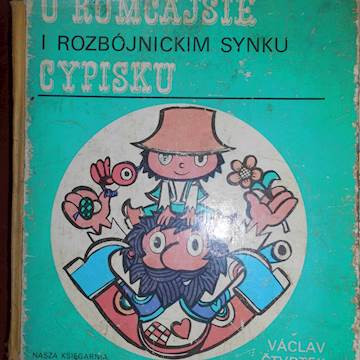 O RUMCAJSIE
I ROZBÓJNICKIM SYNKU
CYPISKU
NASZA KSIĘGARNIA
VÁCLAV
ČTVRTEK